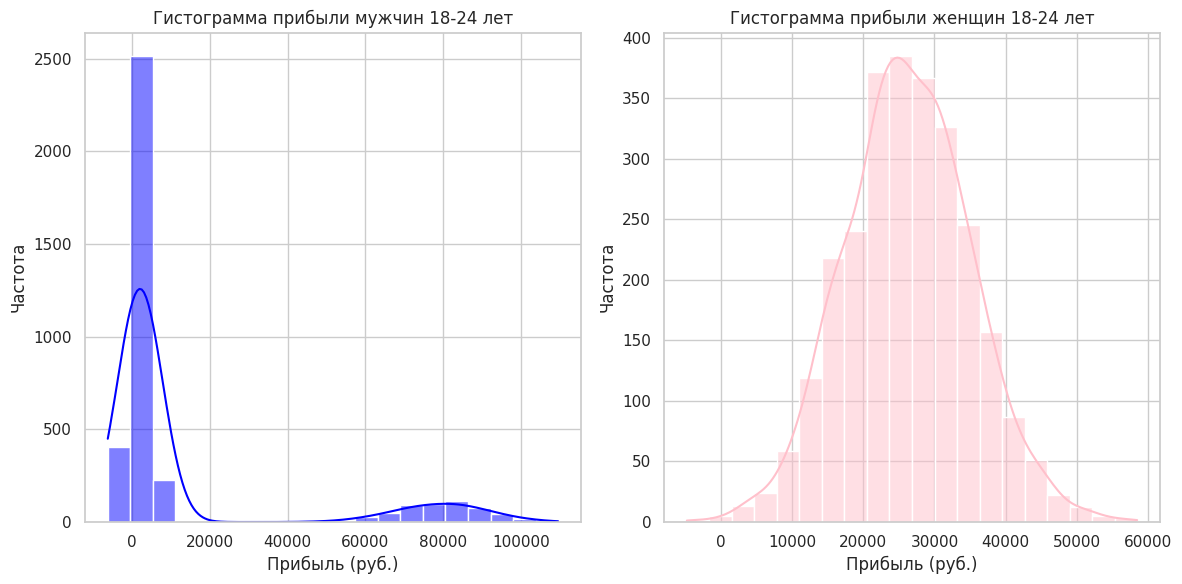 Гистограмма прибыли мужчин 18-24 лет
2500
2000
1500
1000
500
0
Частота
0 20000 40000 60000 80000 100000
Прибыль (руб.)
Гистограмма прибыли женщин 18-24 лет
400
350
300
250
200
150
100
50
0
Частота
0 10000 20000 30000 40000 50000 60000
Прибыль (руб.)